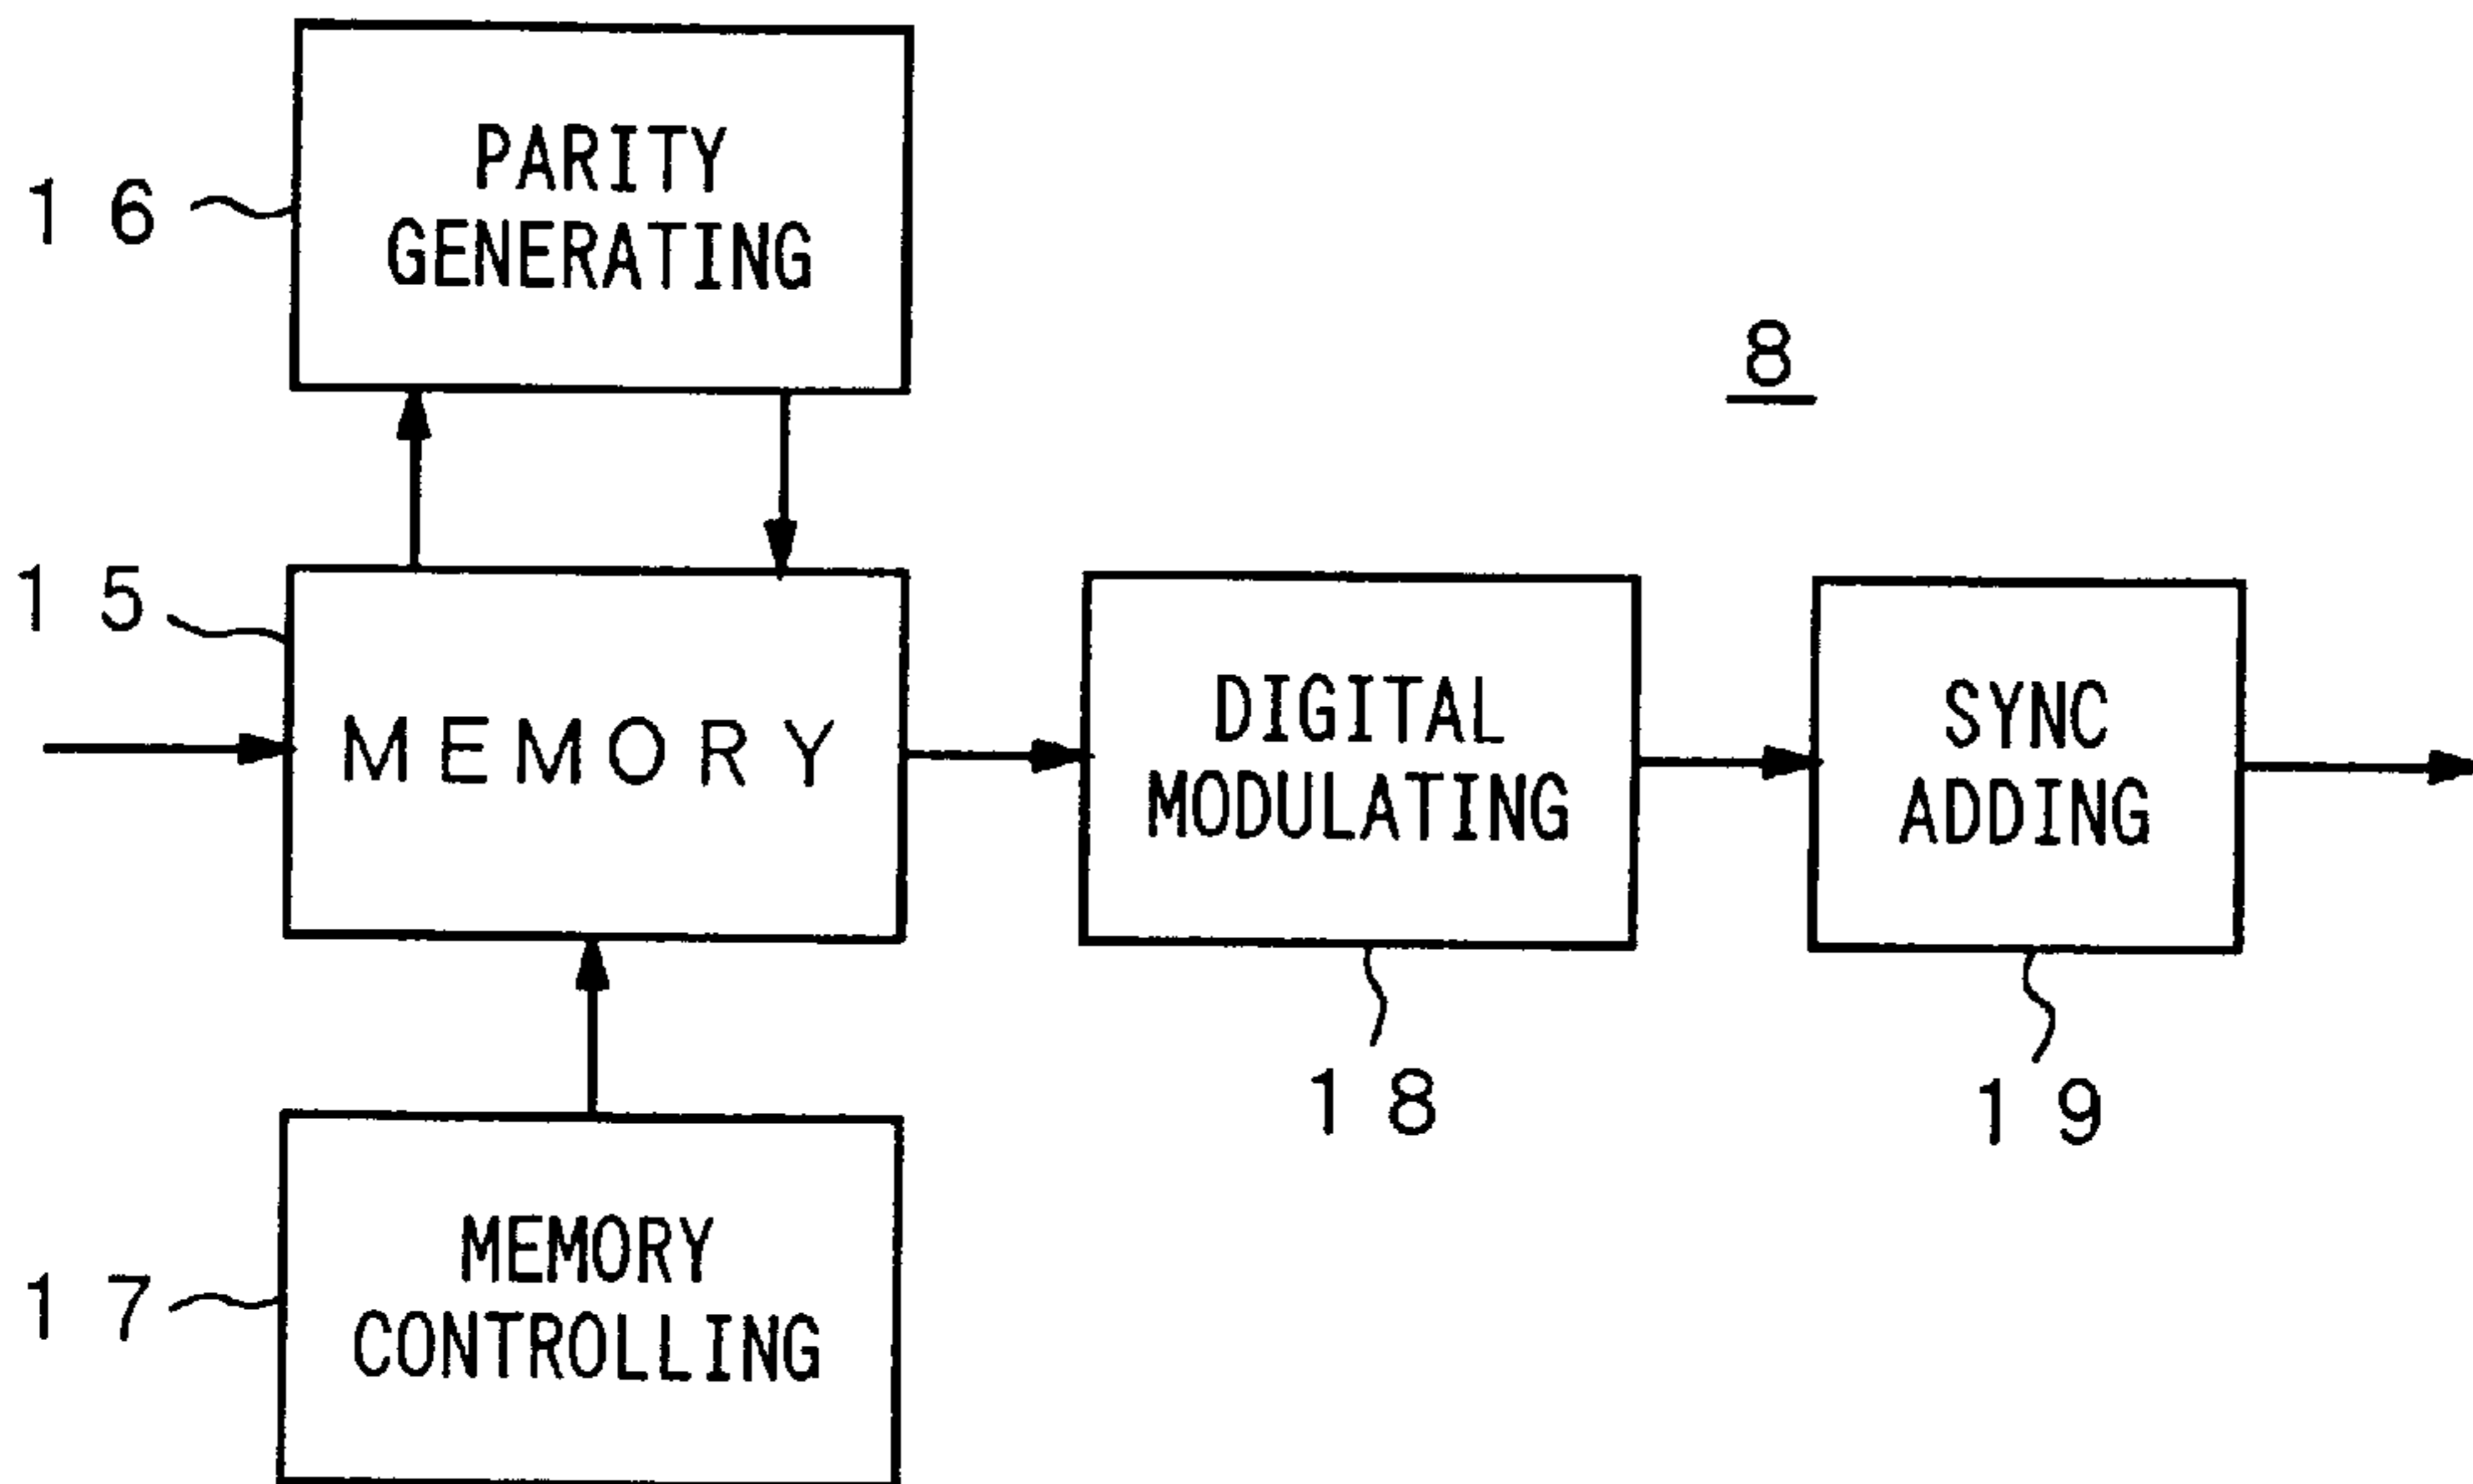 PARITY
GENERATING
16
8
15
MEMORY
DIGITAL
MODULATING
SYNC
ADDING
18
19
MEMORY
CONTROLLING
17